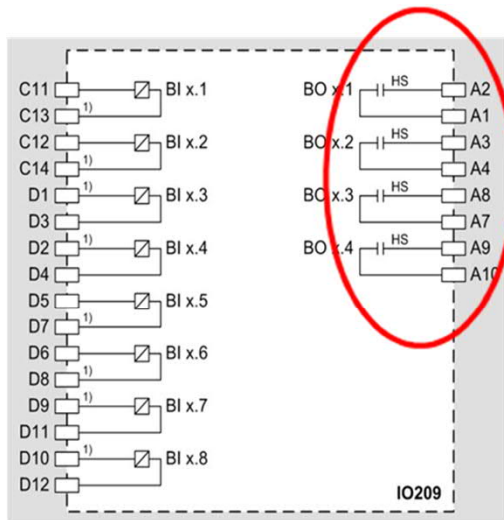 C11 BI x.1 BO x.1 HS A2
C13 1) A1
C12 BI x.2 BO x.2 HS A3
C14 1) A4
D1 1) BI x.3 BO x.3 HS A8
D3 A7
D2 1) BI x.4 BO x.4 HS A9
D4 A10
D5 BI x.5
D7 1)
D6 BI x.6
D8 1)
D9 1) BI x.7
D11
D10 1) BI x.8
D12
IO209